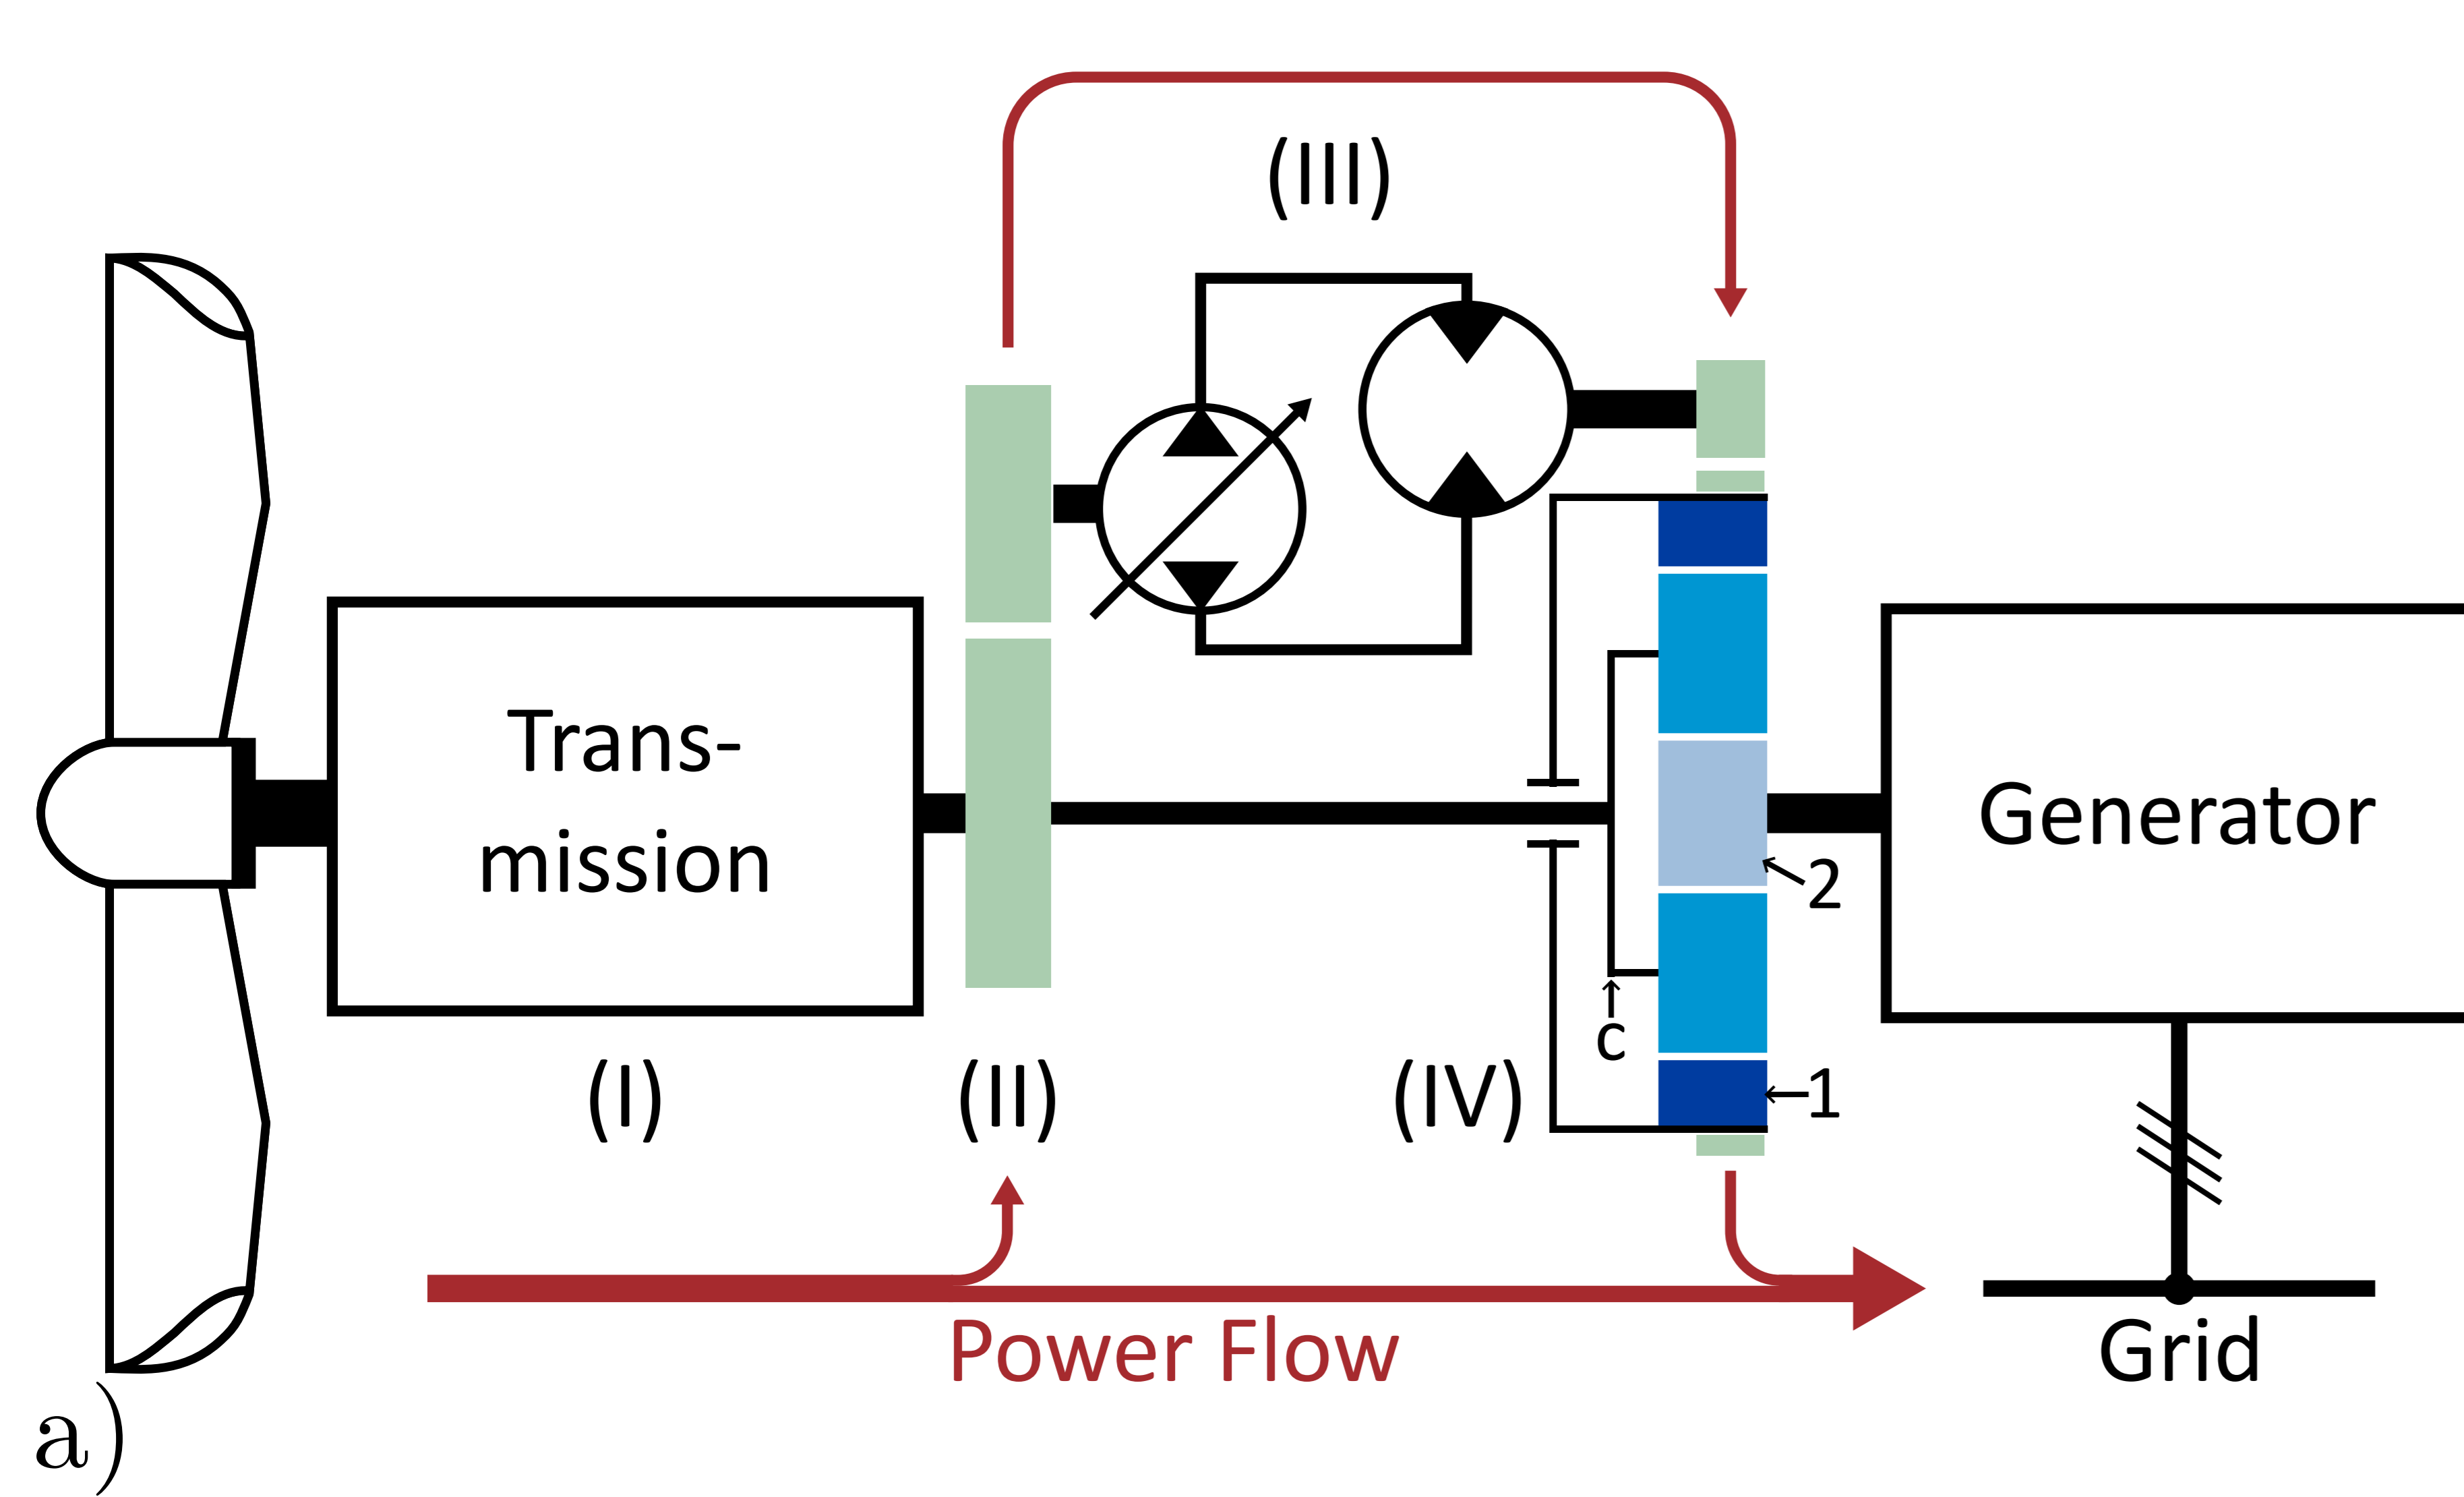 (III)
Trans-
mission
Generator
2
c
1
(I)
(II)
(IV)
Power Flow
Grid
a)